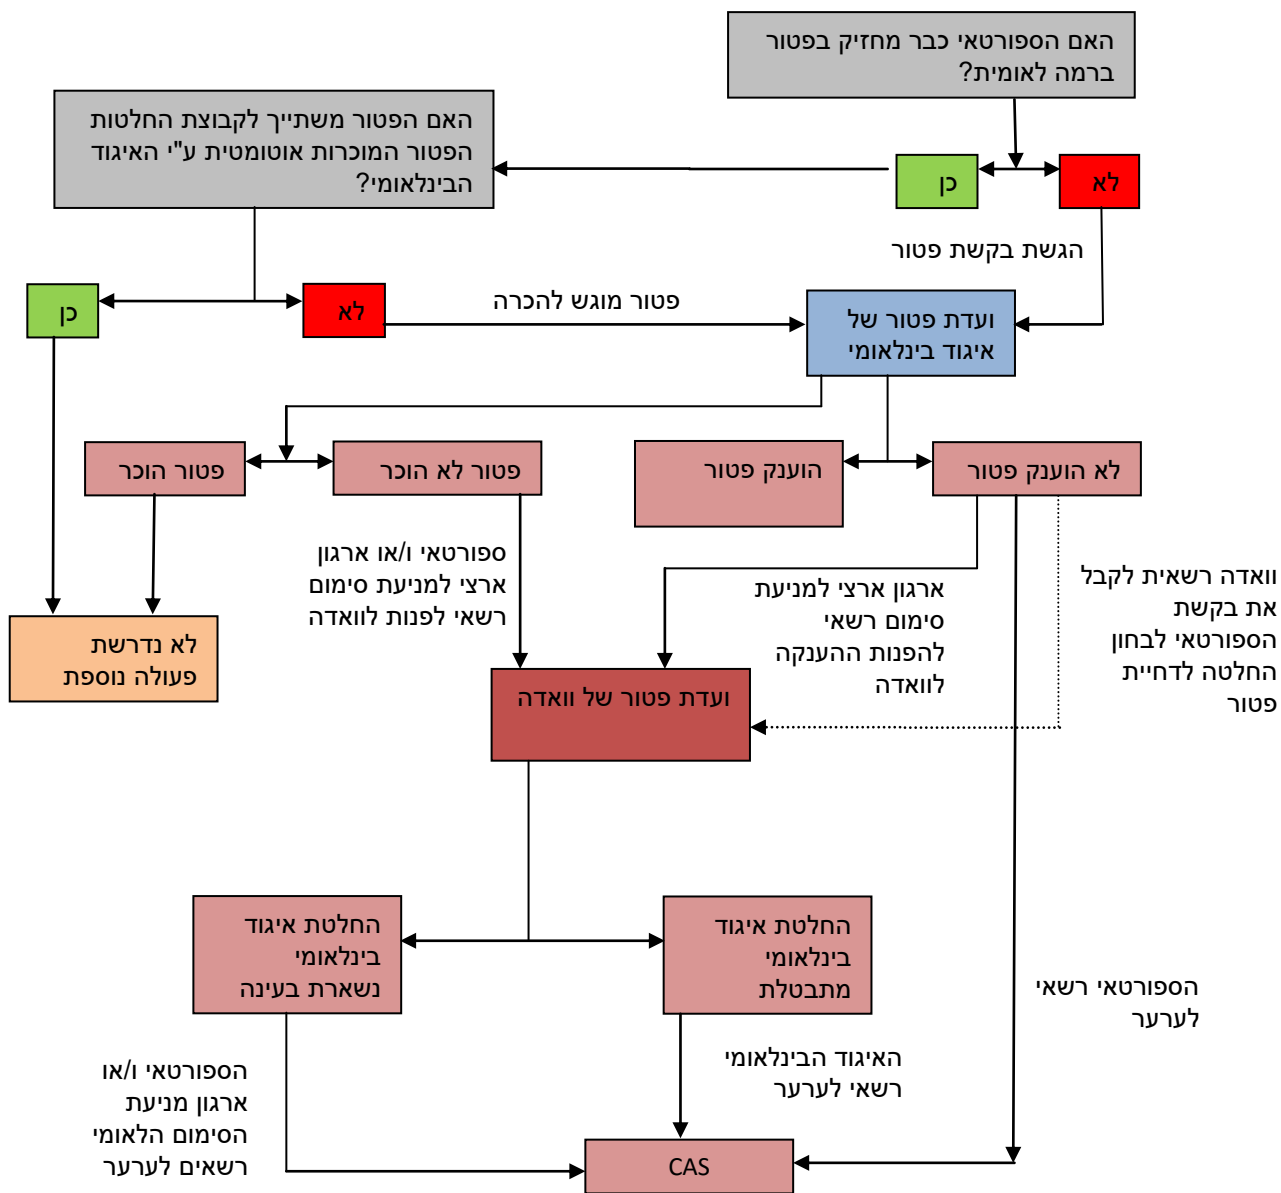 האם הספורטאי כבר מחזיק בפטור
ברמה לאומית?
האם הפטור משתייך לקבוצת החלטות
הפטור המוכרות אוטומטית ע"י האיגוד
הבינלאומי?
לא
כן
הגשת בקשת פטור
כן
לא
פטור מוגש להכרה
ועדת פטור של
איגוד בינלאומי
פטור הוכר
פטור לא הוכר
הוענק פטור
לא הוענק פטור
ספורטאי ו/או ארגון
ארצי למניעת סימום
רשאי לפנות לוואדה
ארגון ארצי למניעת
סימום רשאי
להפנות ההענקה
לוואדה
וואדה רשאית לקבל
את בקשת
הספורטאי לבחון
החלטה לדחיית
פטור
לא נדרשת
פעולה נוספת
ועדת פטור של וואדה
החלטת איגוד
בינלאומי
נשארת בעינה
החלטת איגוד
בינלאומי
מתבטלת
הספורטאי רשאי
לערער
האיגוד הבינלאומי
רשאי לערער
הספורטאי ו/או
ארגון מניעת
הסימום הלאומי
רשאים לערער
CAS